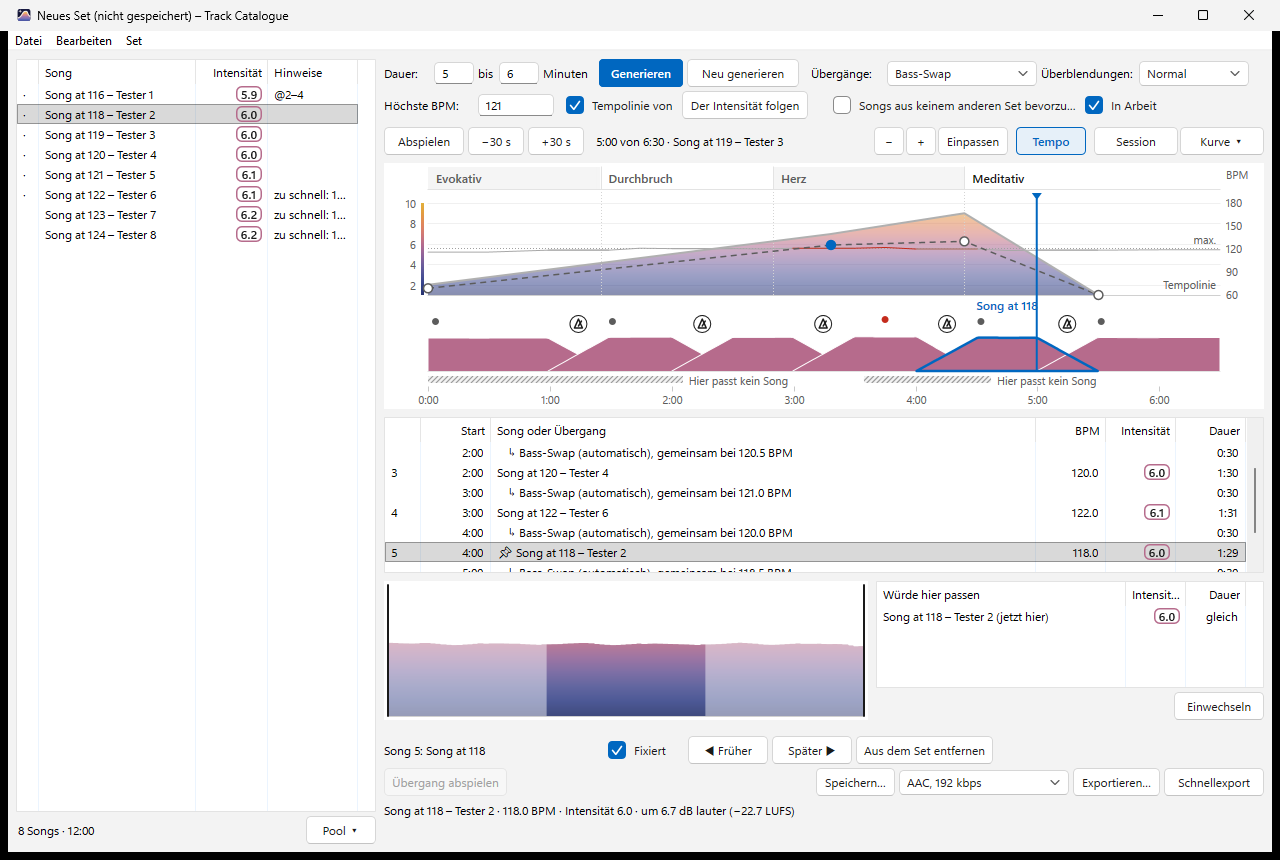 Neues Set (nicht gespeichert) – Track Catalogue
Datei Bearbeiten Set
Song Intensität Hinweise
· Song at 116 – Tester 1 5.9 @2–4
· Song at 118 – Tester 2 6.0
· Song at 119 – Tester 3 6.0
· Song at 120 – Tester 4 6.0
· Song at 121 – Tester 5 6.1
· Song at 122 – Tester 6 6.1 zu schnell: 1...
Song at 123 – Tester 7 6.2 zu schnell: 1...
Song at 124 – Tester 8 6.2 zu schnell: 1...
8 Songs · 12:00 Pool
Dauer: 5 bis 6 Minuten Generieren Neu generieren Übergänge: Bass-Swap Überblendungen: Normal
Höchste BPM: 121 Tempolinie von Der Intensität folgen Songs aus keinem anderen Set bevorzu... In Arbeit
Abspielen −30 s +30 s 5:00 von 6:30 · Song at 119 – Tester 3 − + Einpassen Tempo Session Kurve
Evokativ Durchbruch Herz Meditativ BPM
10 180
8 150
max.
6 120
4 90
2 Tempolinie 60
Song at 118
Hier passt kein Song Hier passt kein Song
0:00 1:00 2:00 3:00 4:00 5:00 6:00
Start Song oder Übergang BPM Intensität Dauer
2:00 ↳ Bass-Swap (automatisch), gemeinsam bei 120.5 BPM 0:30
3 2:00 Song at 120 – Tester 4 120.0 6.0 1:30
3:00 ↳ Bass-Swap (automatisch), gemeinsam bei 121.0 BPM 0:30
4 3:00 Song at 122 – Tester 6 122.0 6.1 1:31
4:00 ↳ Bass-Swap (automatisch), gemeinsam bei 120.0 BPM 0:30
5 4:00 Song at 118 – Tester 2 118.0 6.0 1:29
5:00 ↳ Bass-Swap (automatisch), gemeinsam bei 118.5 BPM 0:30
Würde hier passen Intensit... Dauer
Song at 118 – Tester 2 (jetzt hier) 6.0 gleich
Einwechseln
Song 5: Song at 118 Fixiert ◀ Früher Später ▶ Aus dem Set entfernen
Übergang abspielen Speichern... AAC, 192 kbps Exportieren... Schnellexport
Song at 118 – Tester 2 · 118.0 BPM · Intensität 6.0 · um 6.7 dB lauter (−22.7 LUFS)